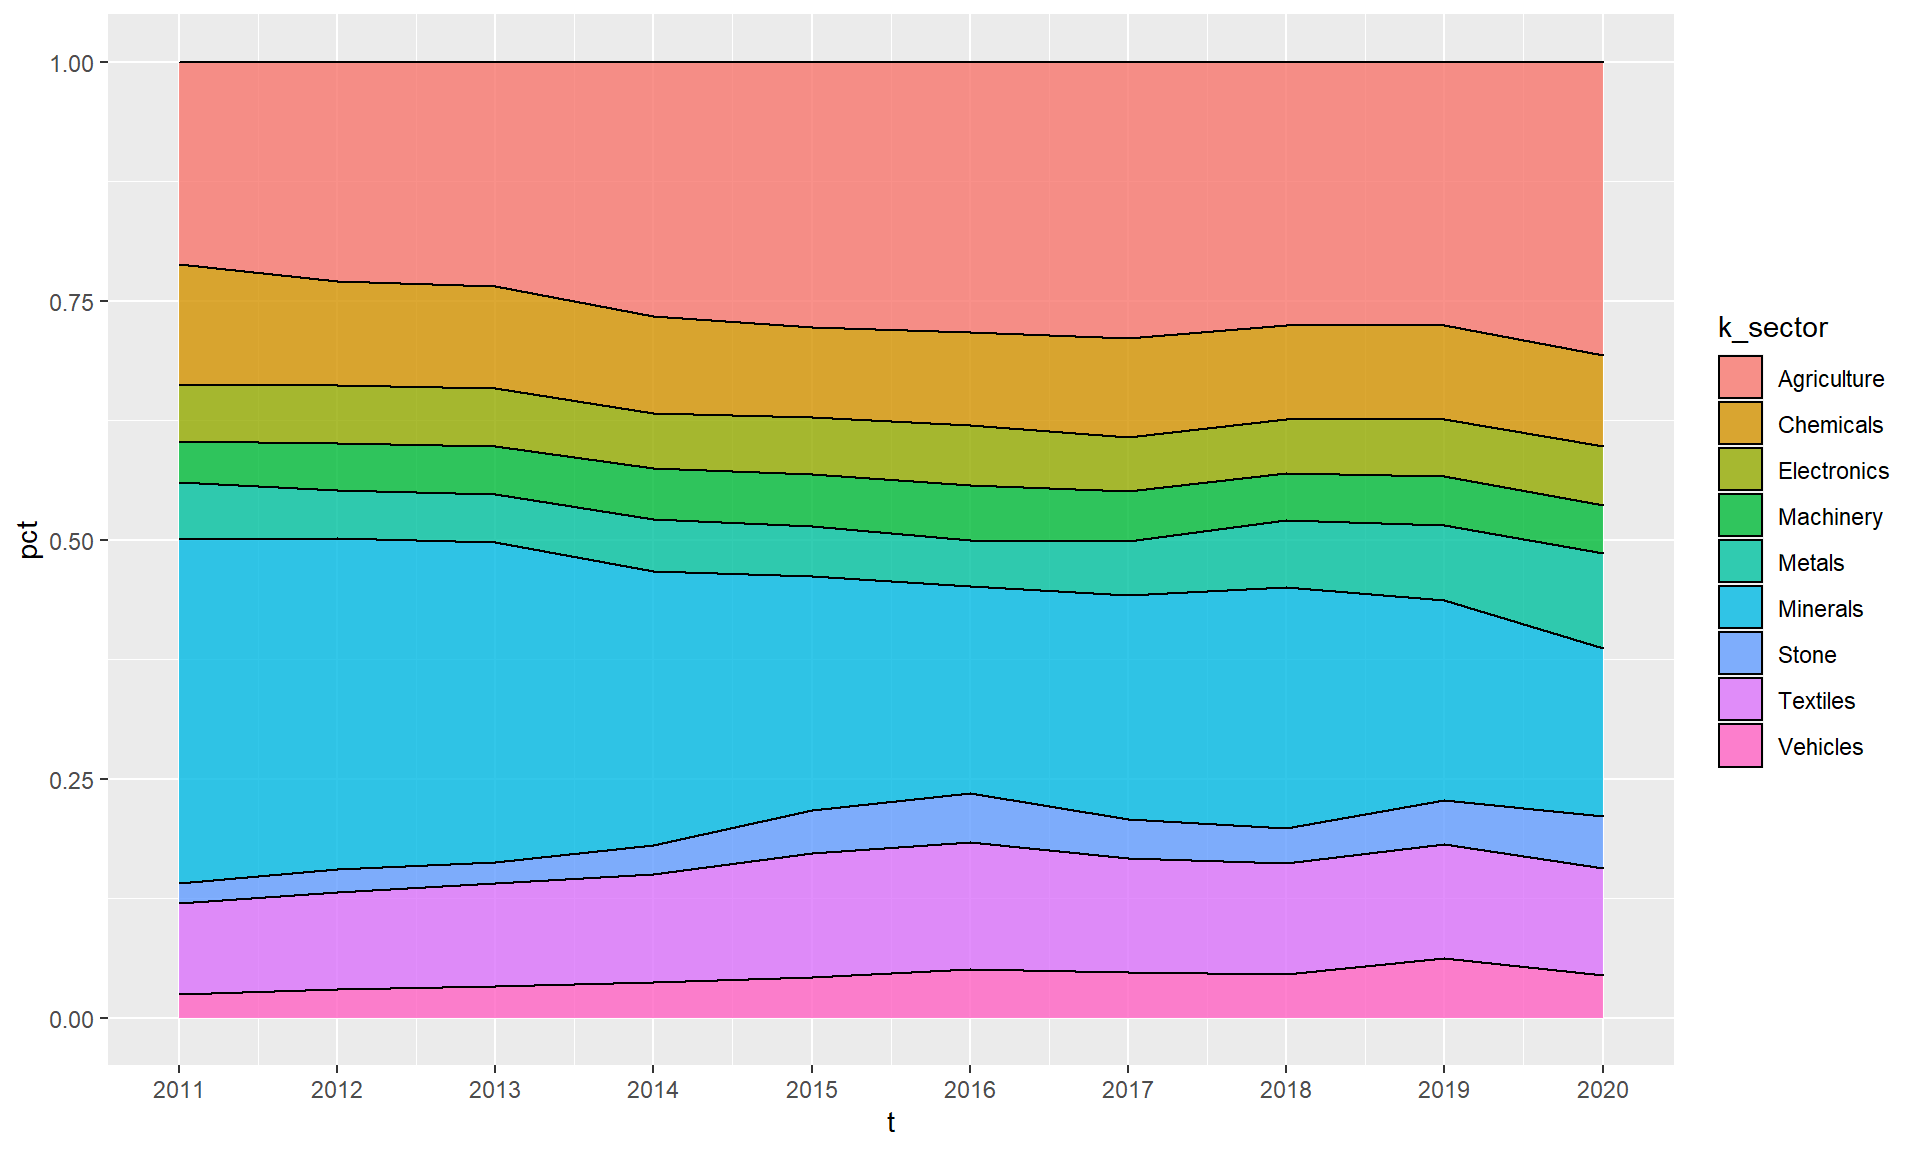 1.00
0.75
0.50
0.25
0.00
pct
2011 2012 2013 2014 2015 2016 2017 2018 2019 2020
t
k_sector
Agriculture
Chemicals
Electronics
Machinery
Metals
Minerals
Stone
Textiles
Vehicles